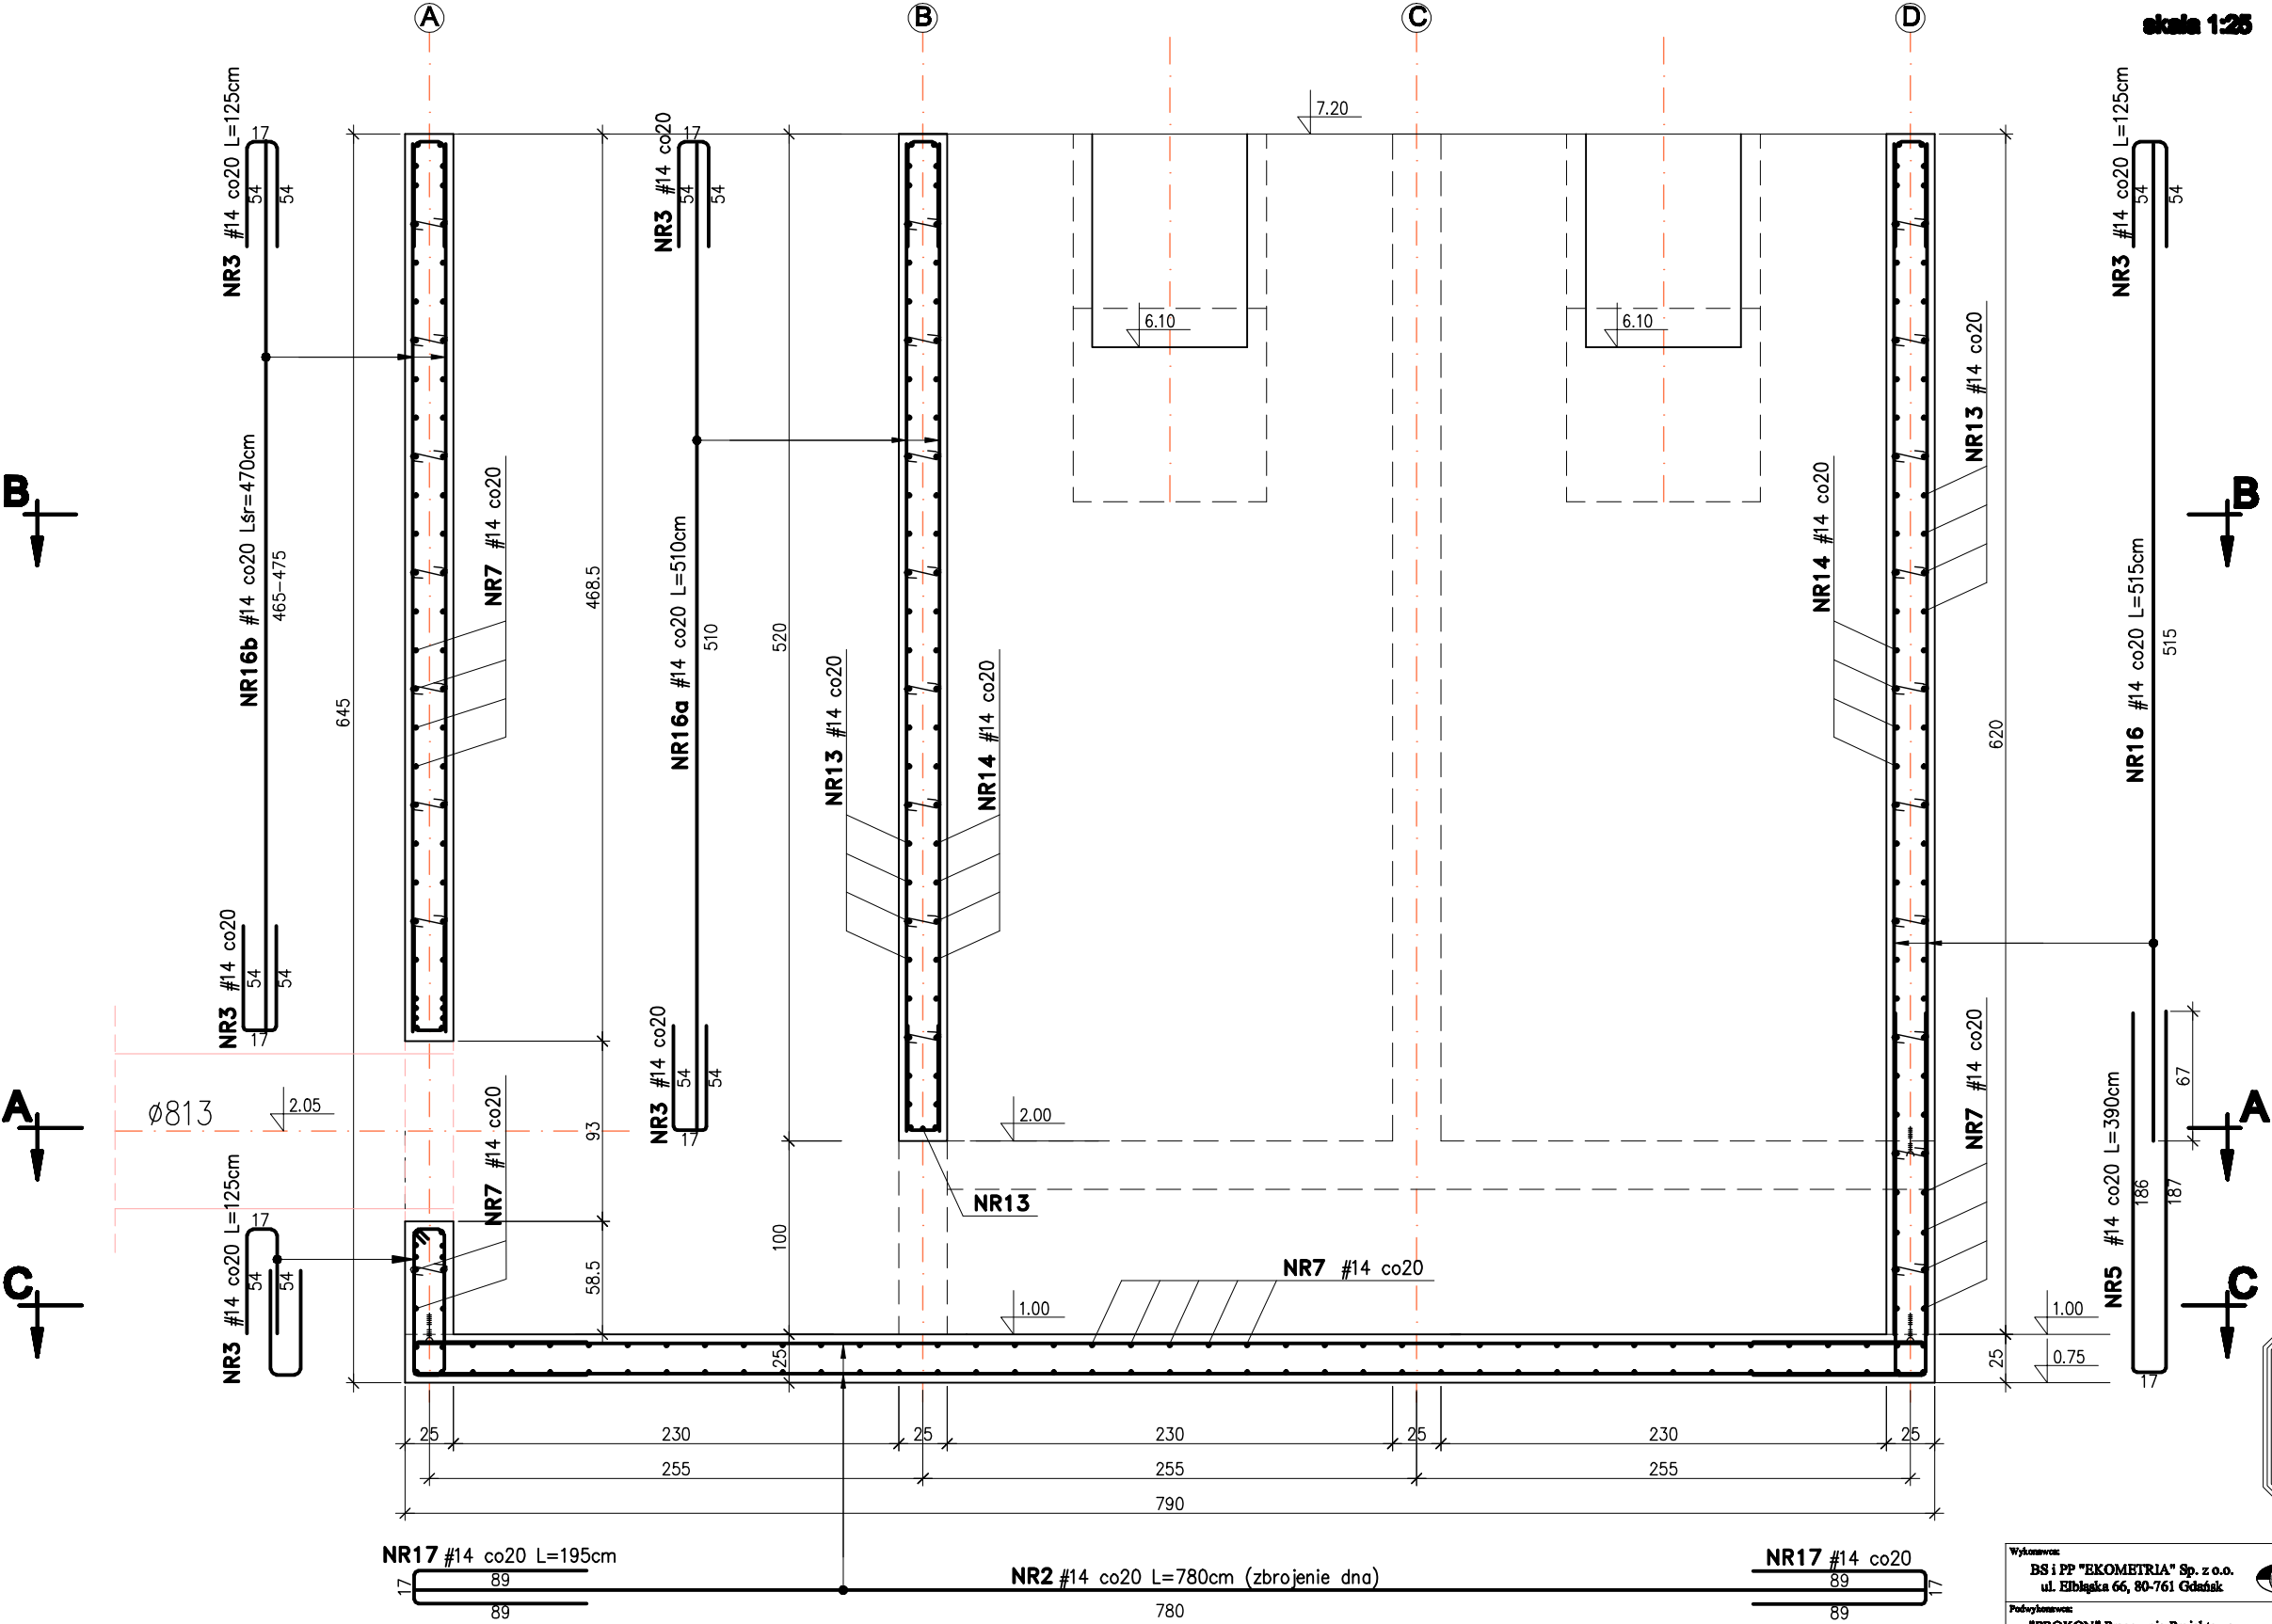 A
B
C
D
skala 1:25
7.20
NR3 #14 co20 L=125cm
17
54
54
NR3 #14 co20
17
54
54
NR3 #14 co20 L=125cm
54
54
6.10
6.10
NR13 #14 co20
NR14 #14 co20
B
B
NR16b #14 co20 Lśr=470cm
465-475
NR7 #14 co20
468.5
645
NR16a #14 co20 L=510cm
510
520
NR13 #14 co20
NR14 #14 co20
620
NR16 #14 co20 L=515cm
515
NR3 #14 co20
54
54
17
NR3 #14 co20
54
54
17
NR7 #14 co20
67
A
A
Ø813
2.05
93
2.00
NR7 #14 co20
NR13
NR3 #14 co20 L=125cm
17
54
54
58.5
100
NR7 #14 co20
NR5 #14 co20 L=390cm
186
187
17
C
C
1.00
1.00
0.75
25
25
25
230
25
230
25
230
25
255
255
255
790
NR17 #14 co20 L=195cm
17
89
89
NR2 #14 co20 L=780cm (zbrojenie dna)
780
NR17 #14 co20
89
89
17
Wykonawca:
BS i PP "EKOMETRIA" Sp. z o.o.
ul. Elbląska 66, 80-761 Gdańsk
Podwykonawca: